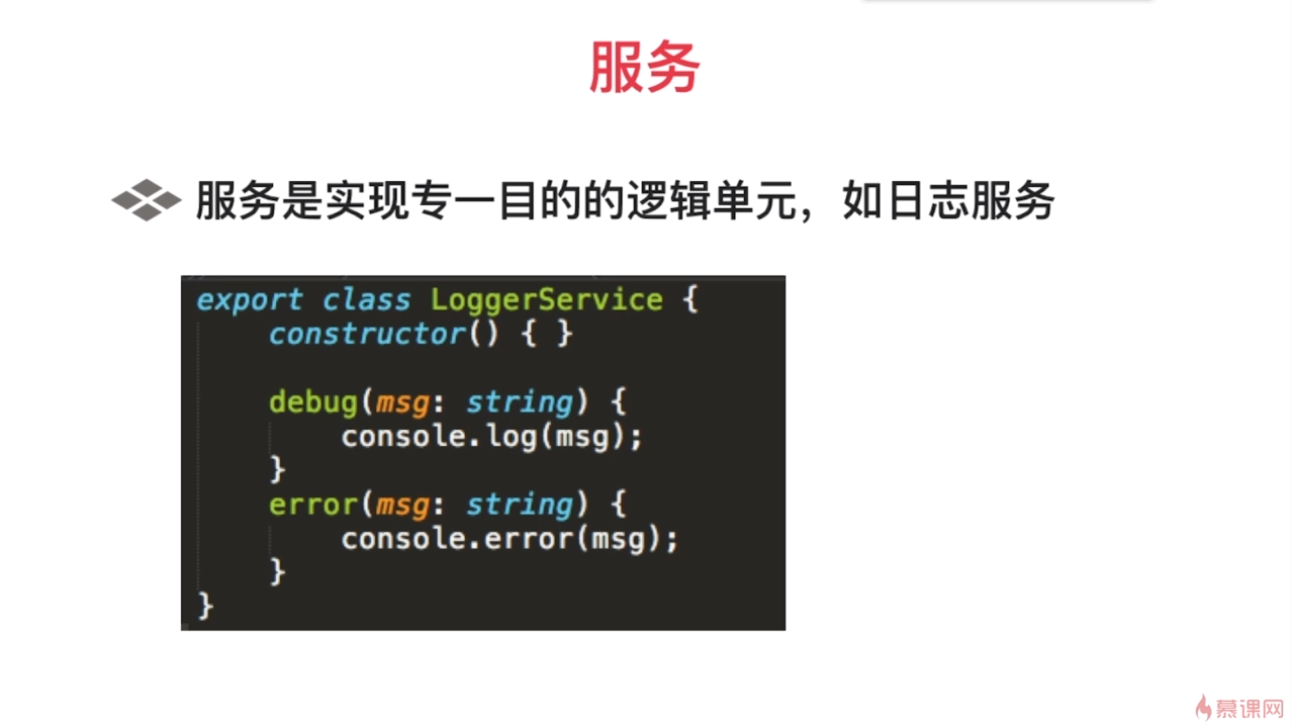 服务
服务是实现专一目的的逻辑单元，如日志服务
export class LoggerService {
constructor() { }
debug(msg: string) {
console.log(msg);
}
error(msg: string) {
console.error(msg);
}
}
慕课网